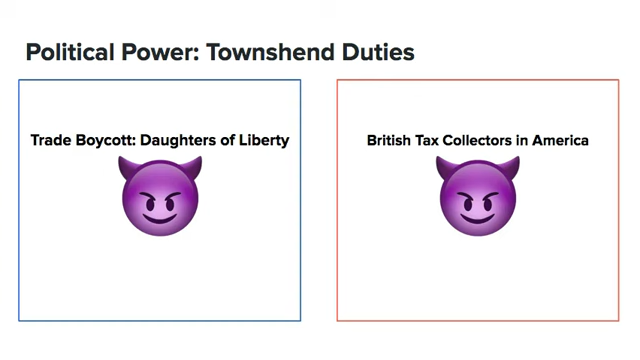 Political Power: Townshend Duties
Trade Boycott: Daughters of Liberty
British Tax Collectors in America